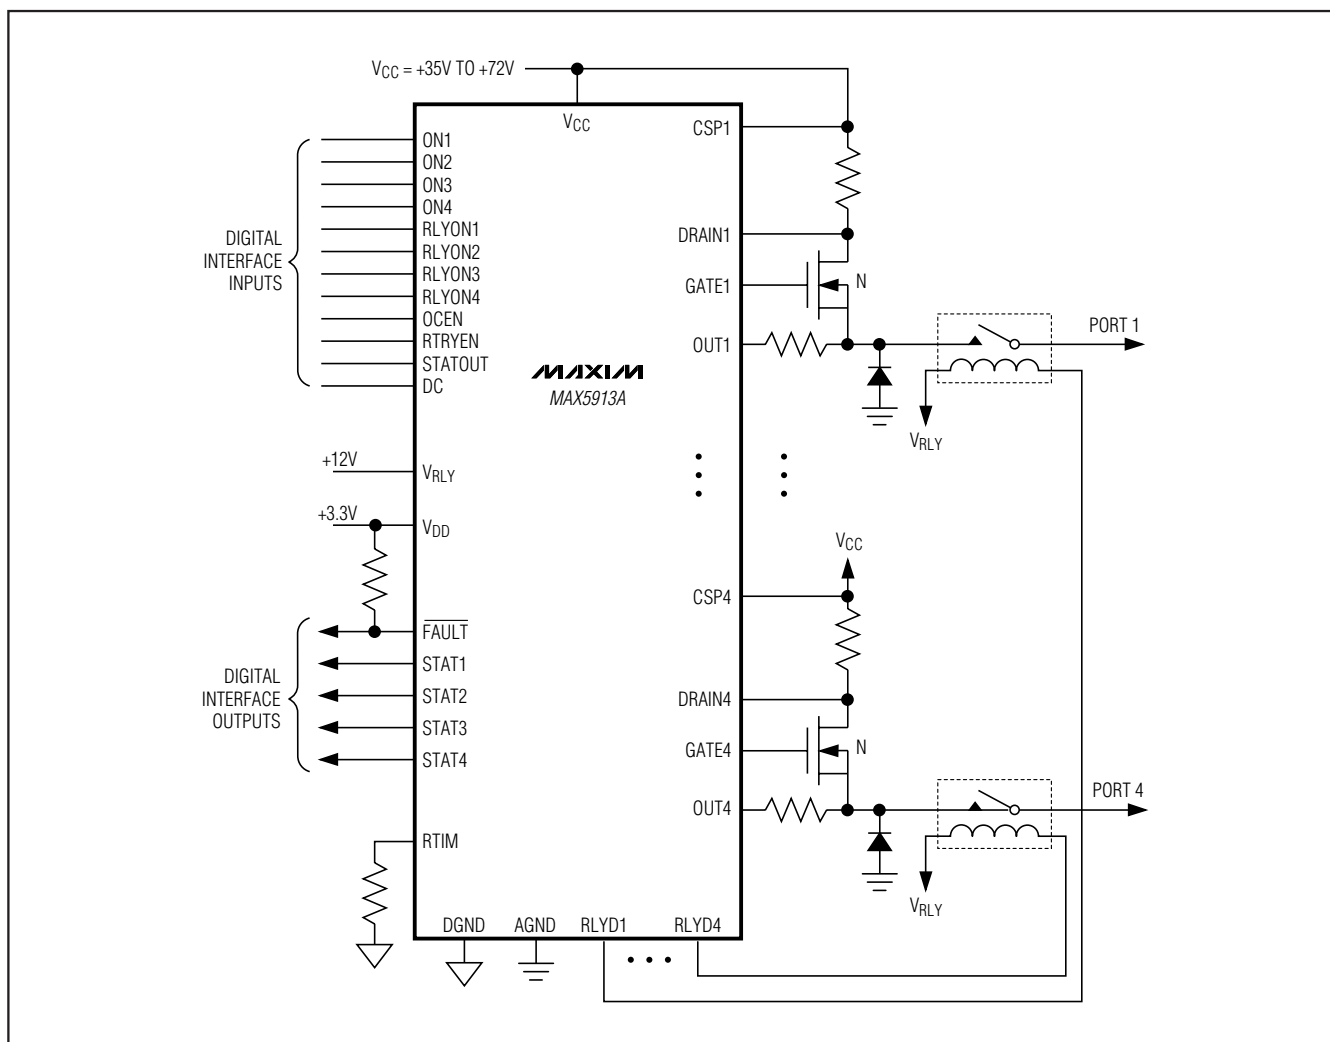 VCC = +35V TO +72V
VCC
CSP1
ON1
ON2
ON3
ON4
RLYON1
RLYON2
RLYON3
RLYON4
OCEN
RTRYEN
STATOUT
DC
DIGITAL
INTERFACE
INPUTS
DRAIN1
GATE1
N
OUT1
PORT 1
VRLY
MAXIM
MAX5913A
+12V
VRLY
+3.3V
VDD
VCC
CSP4
FAULT
STAT1
STAT2
STAT3
STAT4
DIGITAL
INTERFACE
OUTPUTS
DRAIN4
GATE4
N
OUT4
PORT 4
VRLY
RTIM
DGND
AGND
RLYD1
RLYD4